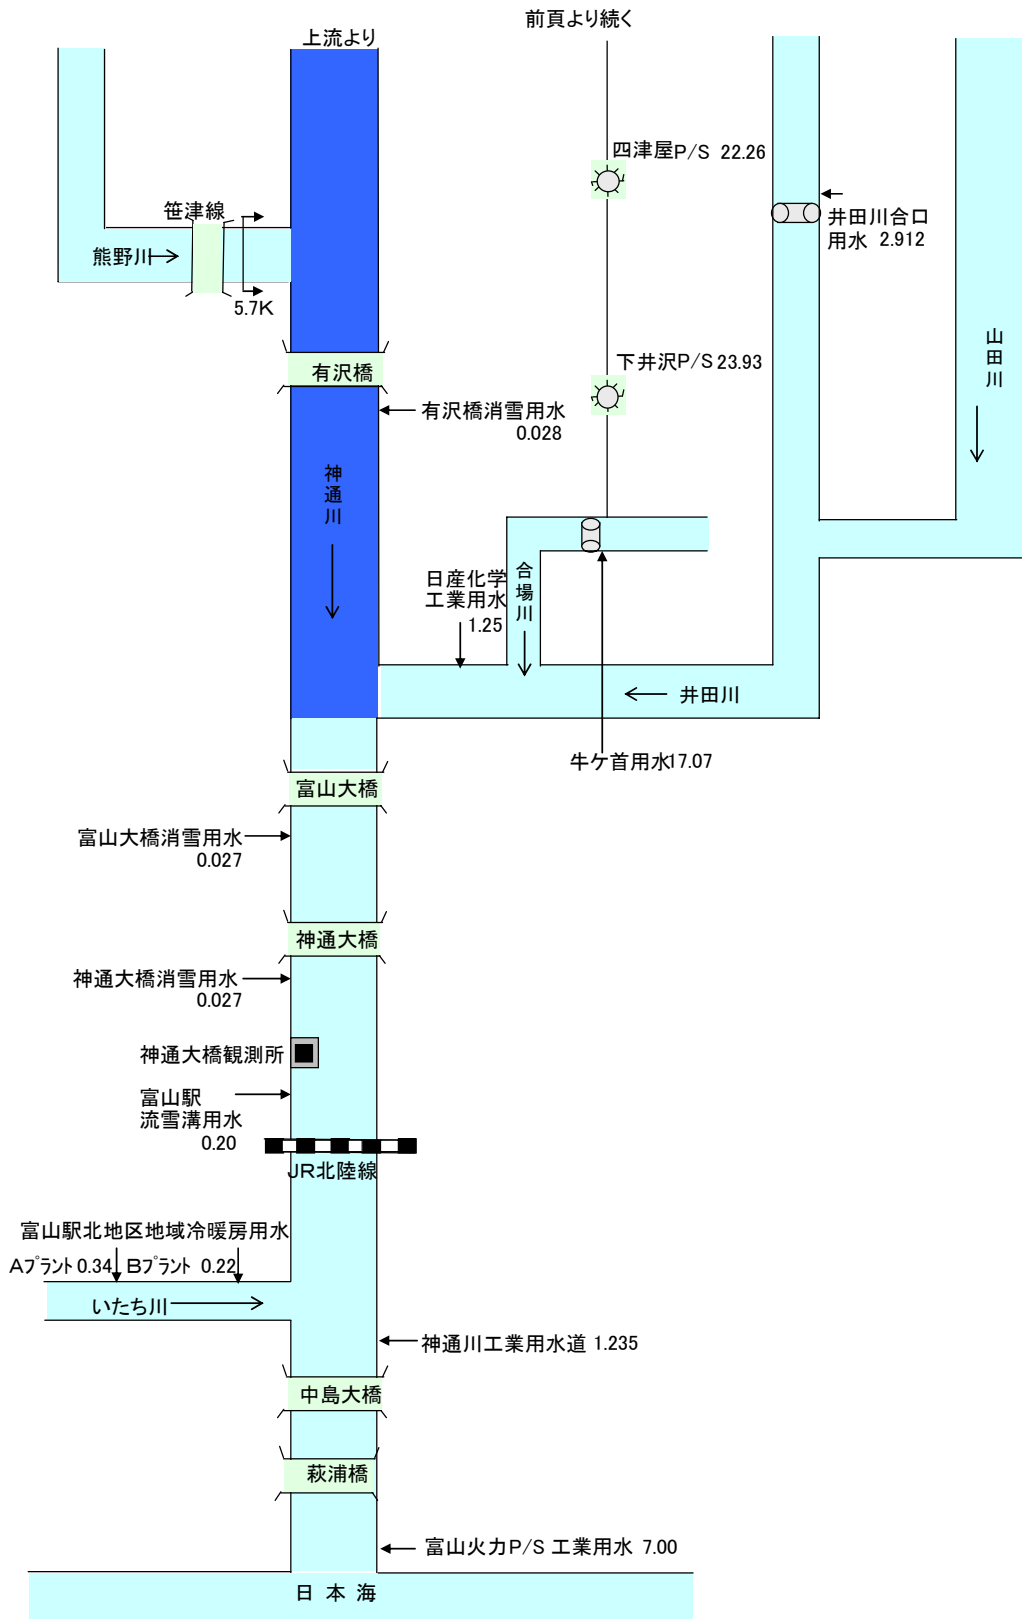 前頁より続く
上流より
四津屋P/S 22.26
笹津線
井田川合口
用水 2.912
熊野川
5.7K
山田川
有沢橋
下井沢P/S 23.93
有沢橋消雪用水
0.028
神通川
日産化学
工業用水
1.25
合場川
井田川
牛ケ首用水17.07
富山大橋
富山大橋消雪用水
0.027
神通大橋
神通大橋消雪用水
0.027
神通大橋観測所
富山駅
流雪溝用水
0.20
JR北陸線
富山駅北地区地域冷暖房用水
Aプラント 0.34 Bプラント 0.22
いたち川
神通川工業用水道 1.235
中島大橋
萩浦橋
富山火力P/S 工業用水 7.00
日 本 海